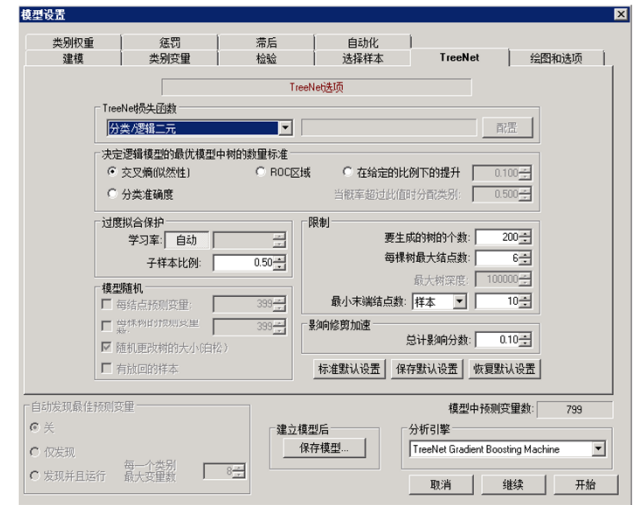 模型设置
类别权重 惩罚 滞后 自动化
建模 类别变量 检验 选择样本 TreeNet 绘图和选项
TreeNet选项
TreeNet损失函数
分类/逻辑二元 配置
决定逻辑模型的最优模型中树的数量标准
交叉熵(似然性) ROC区域 在给定的比例下的提升 0.100
分类准确度 当概率超过此值时分配类别: 0.500
过度拟合保护 限制
学习率: 自动 要生成的树的个数: 200
子样本比例: 0.50 每棵树最大结点数: 6
最大树深度: 100000
模型随机
每结点预测变量: 399 最小末端结点数: 样本 10
每棵树的预测变量数: 399 影响修剪加速
随机更改树的大小(白松) 总计影响分数: 0.10
有放回的样本 标准默认设置 保存默认设置 恢复默认设置
自动发现最佳预测变量 模型中预测变量数: 799
关 建立模型后 分析引擎
仅发现 保存模型... TreeNet Gradient Boosting Machine
发现并且运行 每一个类别最大变量数 8 取消 继续 开始